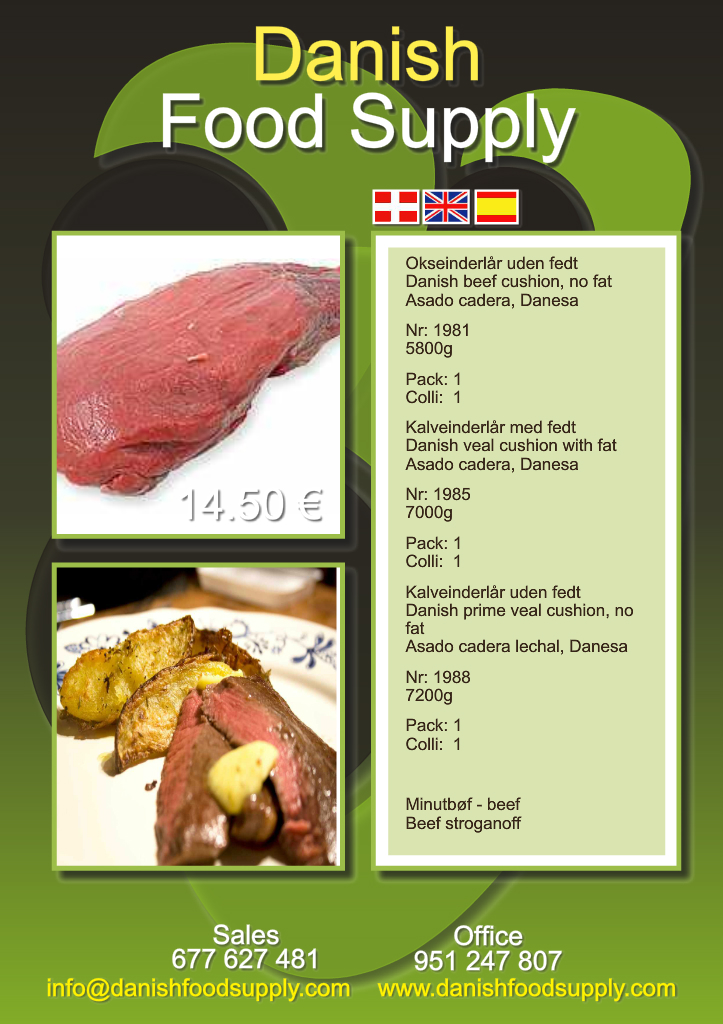 Danish
Food Supply
Okseinderlår uden fedt
Danish beef cushion, no fat
Asado cadera, Danesa
Nr: 1981
5800g
Pack: 1
Colli: 1
Kalveinderlår med fedt
Danish veal cushion with fat
Asado cadera, Danesa
Nr: 1985
7000g
Pack: 1
Colli: 1
Kalveinderlår uden fedt
Danish prime veal cushion, no
fat
Asado cadera lechal, Danesa
Nr: 1988
7200g
Pack: 1
Colli: 1
Minutbøf - beef
Beef stroganoff
14.50 €
Sales
677 627 481
info@danishfoodsupply.com
Office
951 247 807
www.danishfoodsupply.com